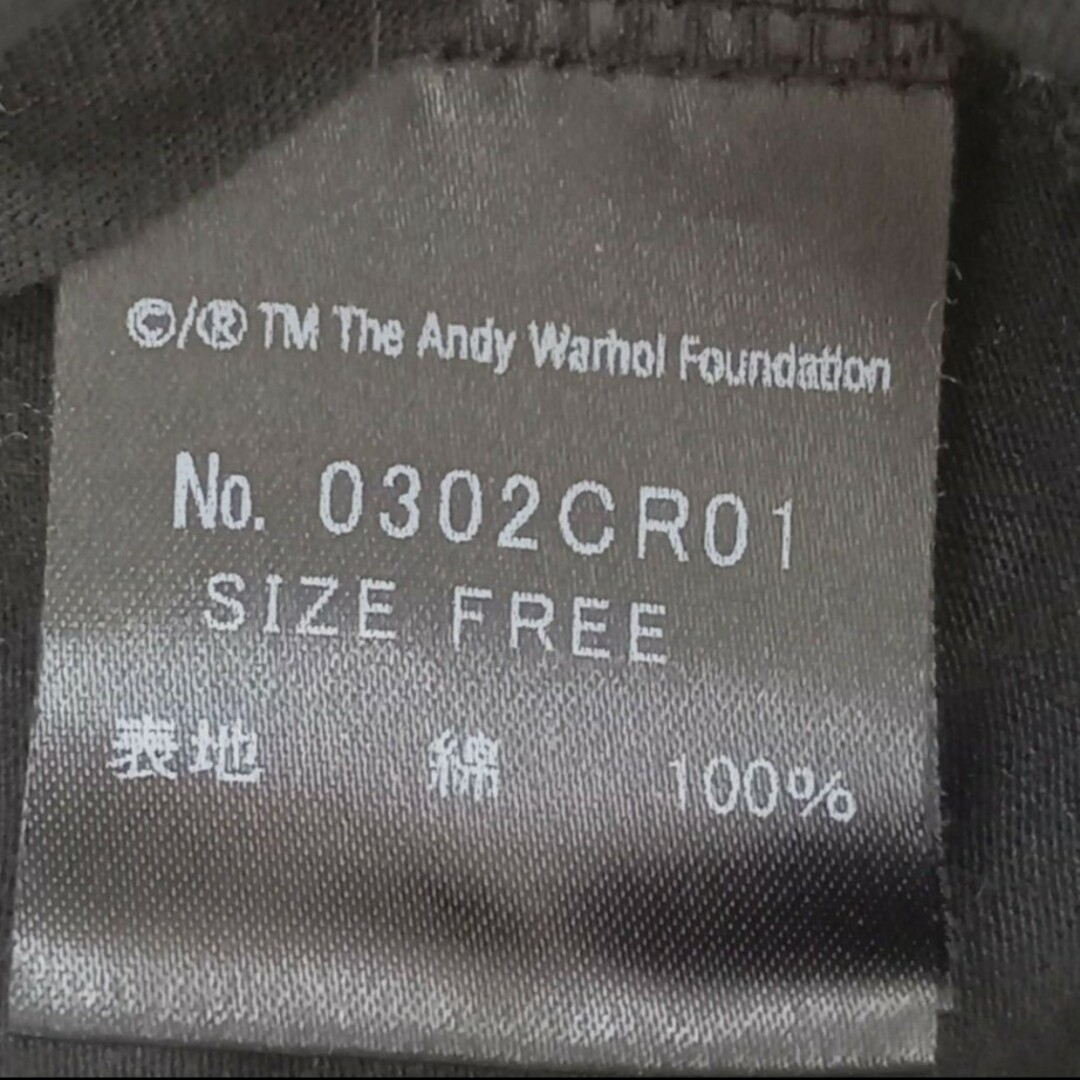 ©/® TM The Andy Warhol Foundation
No. 0302CR01
SIZE FREE
表地 綿 100%